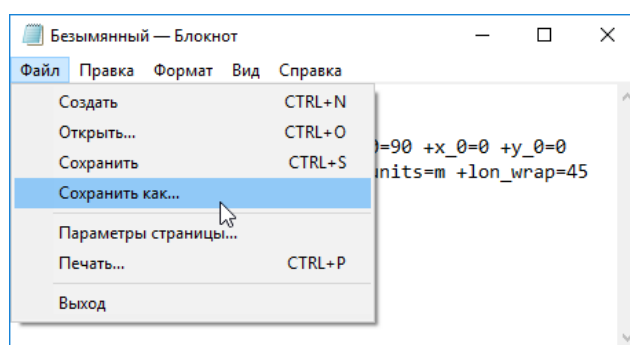 Безымянный — Блокнот
Файл Правка Формат Вид Справка
Создать CTRL+N
Открыть... CTRL+O
0=90 +x_0=0 +y_0=0
Сохранить CTRL+S
units=m +lon_wrap=45
Сохранить как...
Параметры страницы...
Печать... CTRL+P
Выход